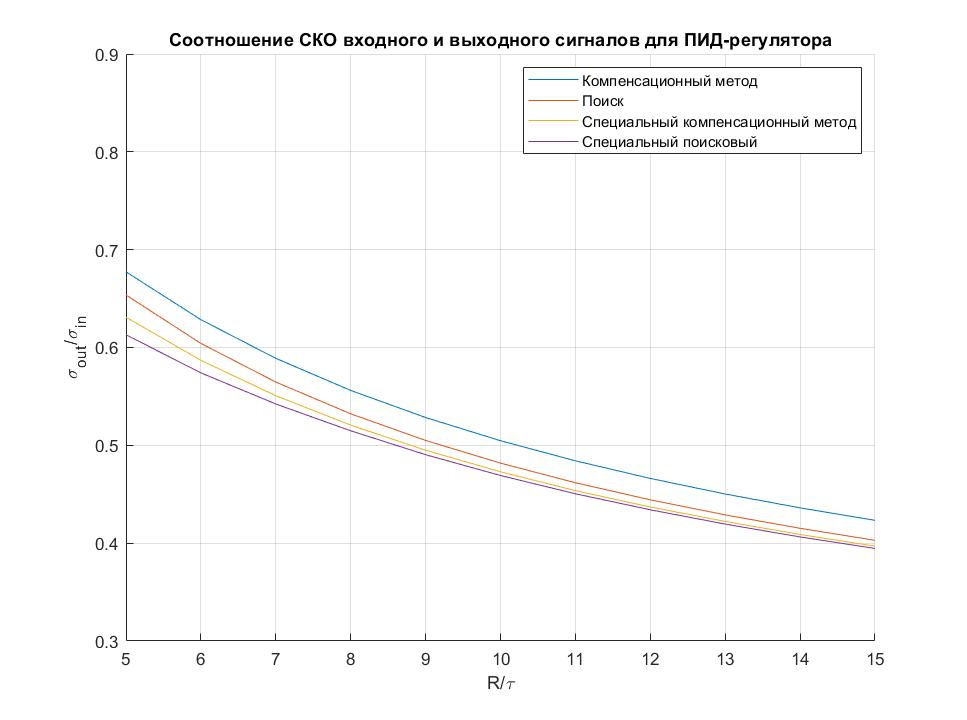 Соотношение СКО входного и выходного сигналов для ПИД-регулятора
0.9
0.8
0.7
0.6
0.5
0.4
0.3
σout/σin
Компенсационный метод
Поиск
Специальный компенсационный метод
Специальный поисковый
5 6 7 8 9 10 11 12 13 14 15
R/τ